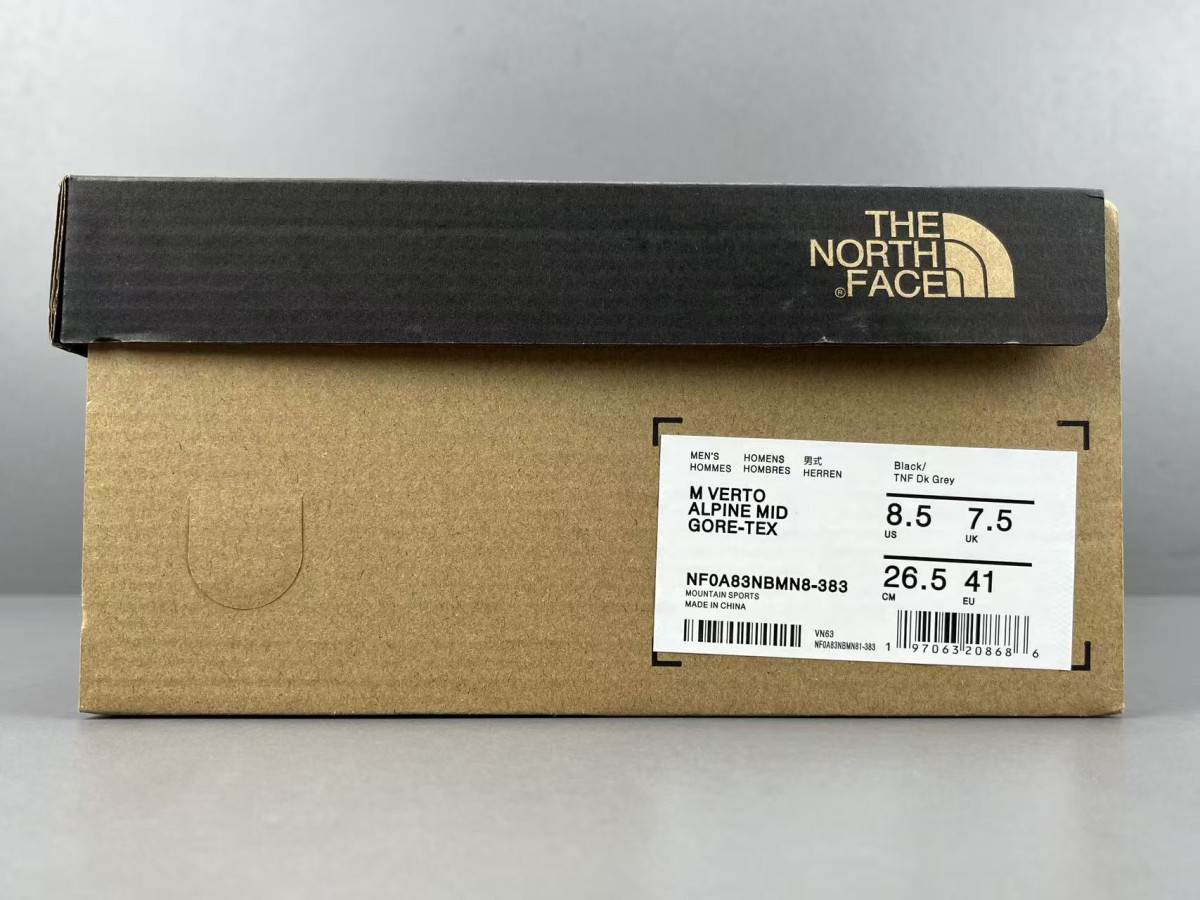 THE
NORTH
FACE
®
MEN'S HOMENS 男式
HOMMES HOMBRES HERREN
M VERTO
ALPINE MID
GORE-TEX
NF0A83NBMN8-383
MOUNTAIN SPORTS
MADE IN CHINA
VN63
NF0A83NBMN81-383
Black/
TNF Dk Grey
8.5 7.5
US UK
26.5 41
CM EU
1 97063 20868 6